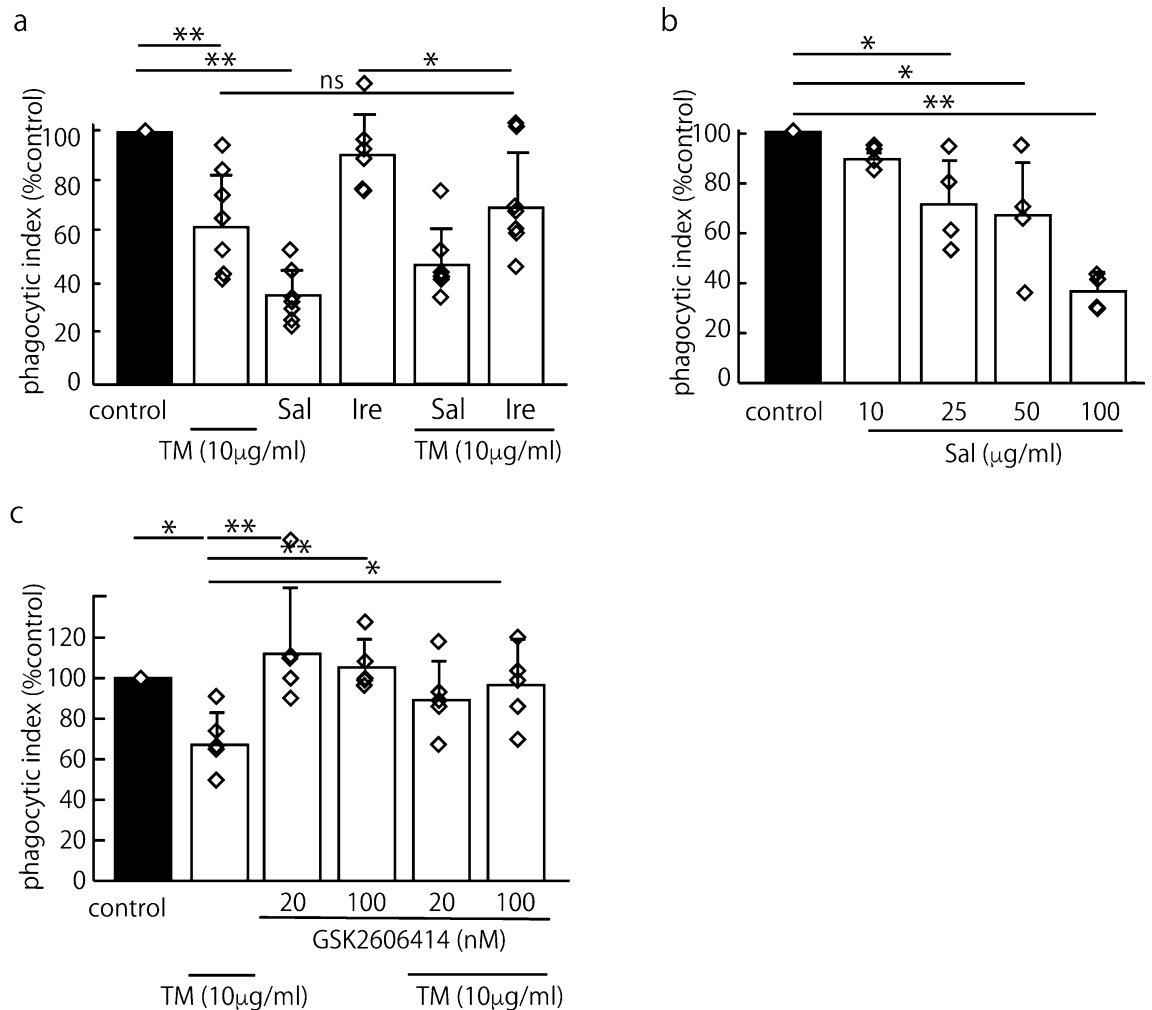 a
**
**
*
ns
phagocytic index (%control)
100
80
60
40
20
0
control
Sal
Ire
Sal
Ire
TM (10μg/ml)
TM (10μg/ml)
b
*
*
**
phagocytic index (%control)
100
80
60
40
20
0
control
10
25
50
100
Sal (μg/ml)
c
*
**
**
*
phagocytic index (%control)
120
100
80
60
40
20
0
control
20
100
20
100
GSK2606414 (nM)
TM (10μg/ml)
TM (10μg/ml)